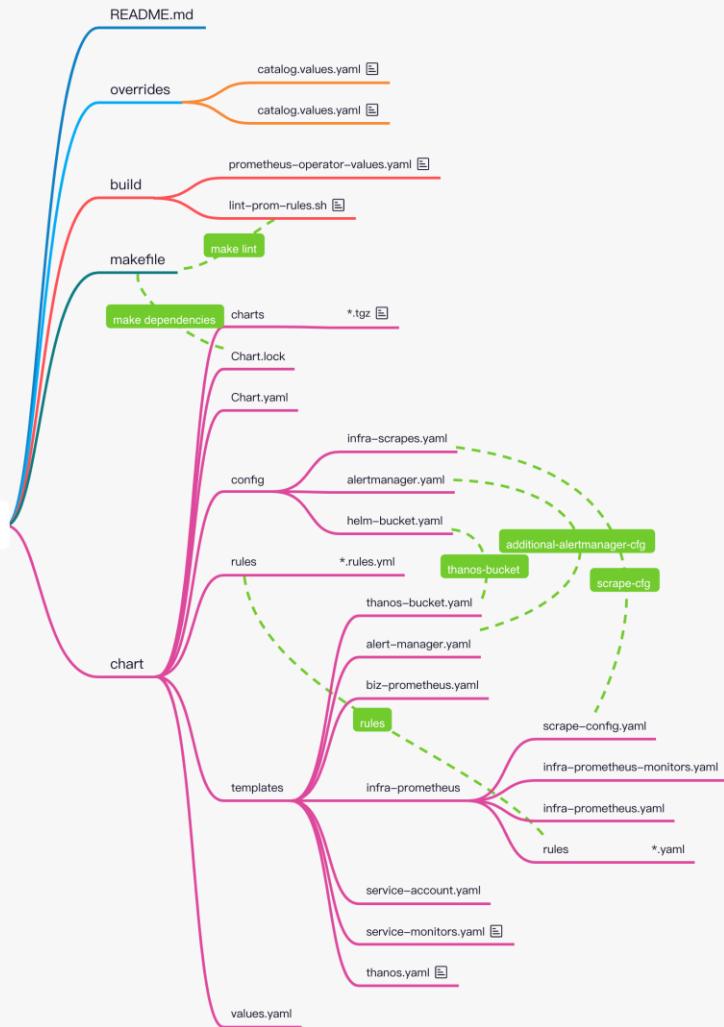 README.md
overrides
catalog.values.yaml
catalog.values.yaml
build
prometheus-operator-values.yaml
lint-prom-rules.sh
make lint
makefile
make dependencies
charts
*.tgz
Chart.lock
Chart.yaml
config
infra-scrapes.yaml
alertmanager.yaml
helm-bucket.yaml
additional-alertmanager-cfg
thanos-bucket
scrape-cfg
rules
*.rules.yml
chart
templates
thanos-bucket.yaml
alert-manager.yaml
biz-prometheus.yaml
rules
infra-prometheus
scrape-config.yaml
infra-prometheus-monitors.yaml
infra-prometheus.yaml
rules
*.yaml
service-account.yaml
service-monitors.yaml
thanos.yaml
values.yaml